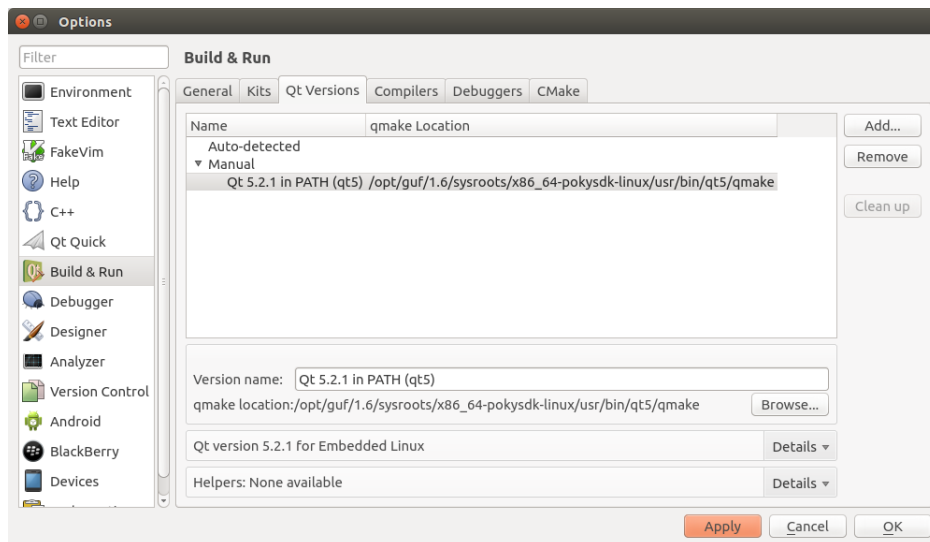 Options
Filter
Build & Run
Environment
Text Editor
FakeVim
Help
C++
Qt Quick
Build & Run
Debugger
Designer
Analyzer
Version Control
Android
BlackBerry
Devices
General Kits Qt Versions Compilers Debuggers CMake
Name qmake Location
Auto-detected
Manual
Qt 5.2.1 in PATH (qt5) /opt/guf/1.6/sysroots/x86_64-pokysdk-linux/usr/bin/qt5/qmake
Add...
Remove
Clean up
Version name: Qt 5.2.1 in PATH (qt5)
qmake location:/opt/guf/1.6/sysroots/x86_64-pokysdk-linux/usr/bin/qt5/qmake Browse...
Qt version 5.2.1 for Embedded Linux Details
Helpers: None available Details
Apply Cancel OK